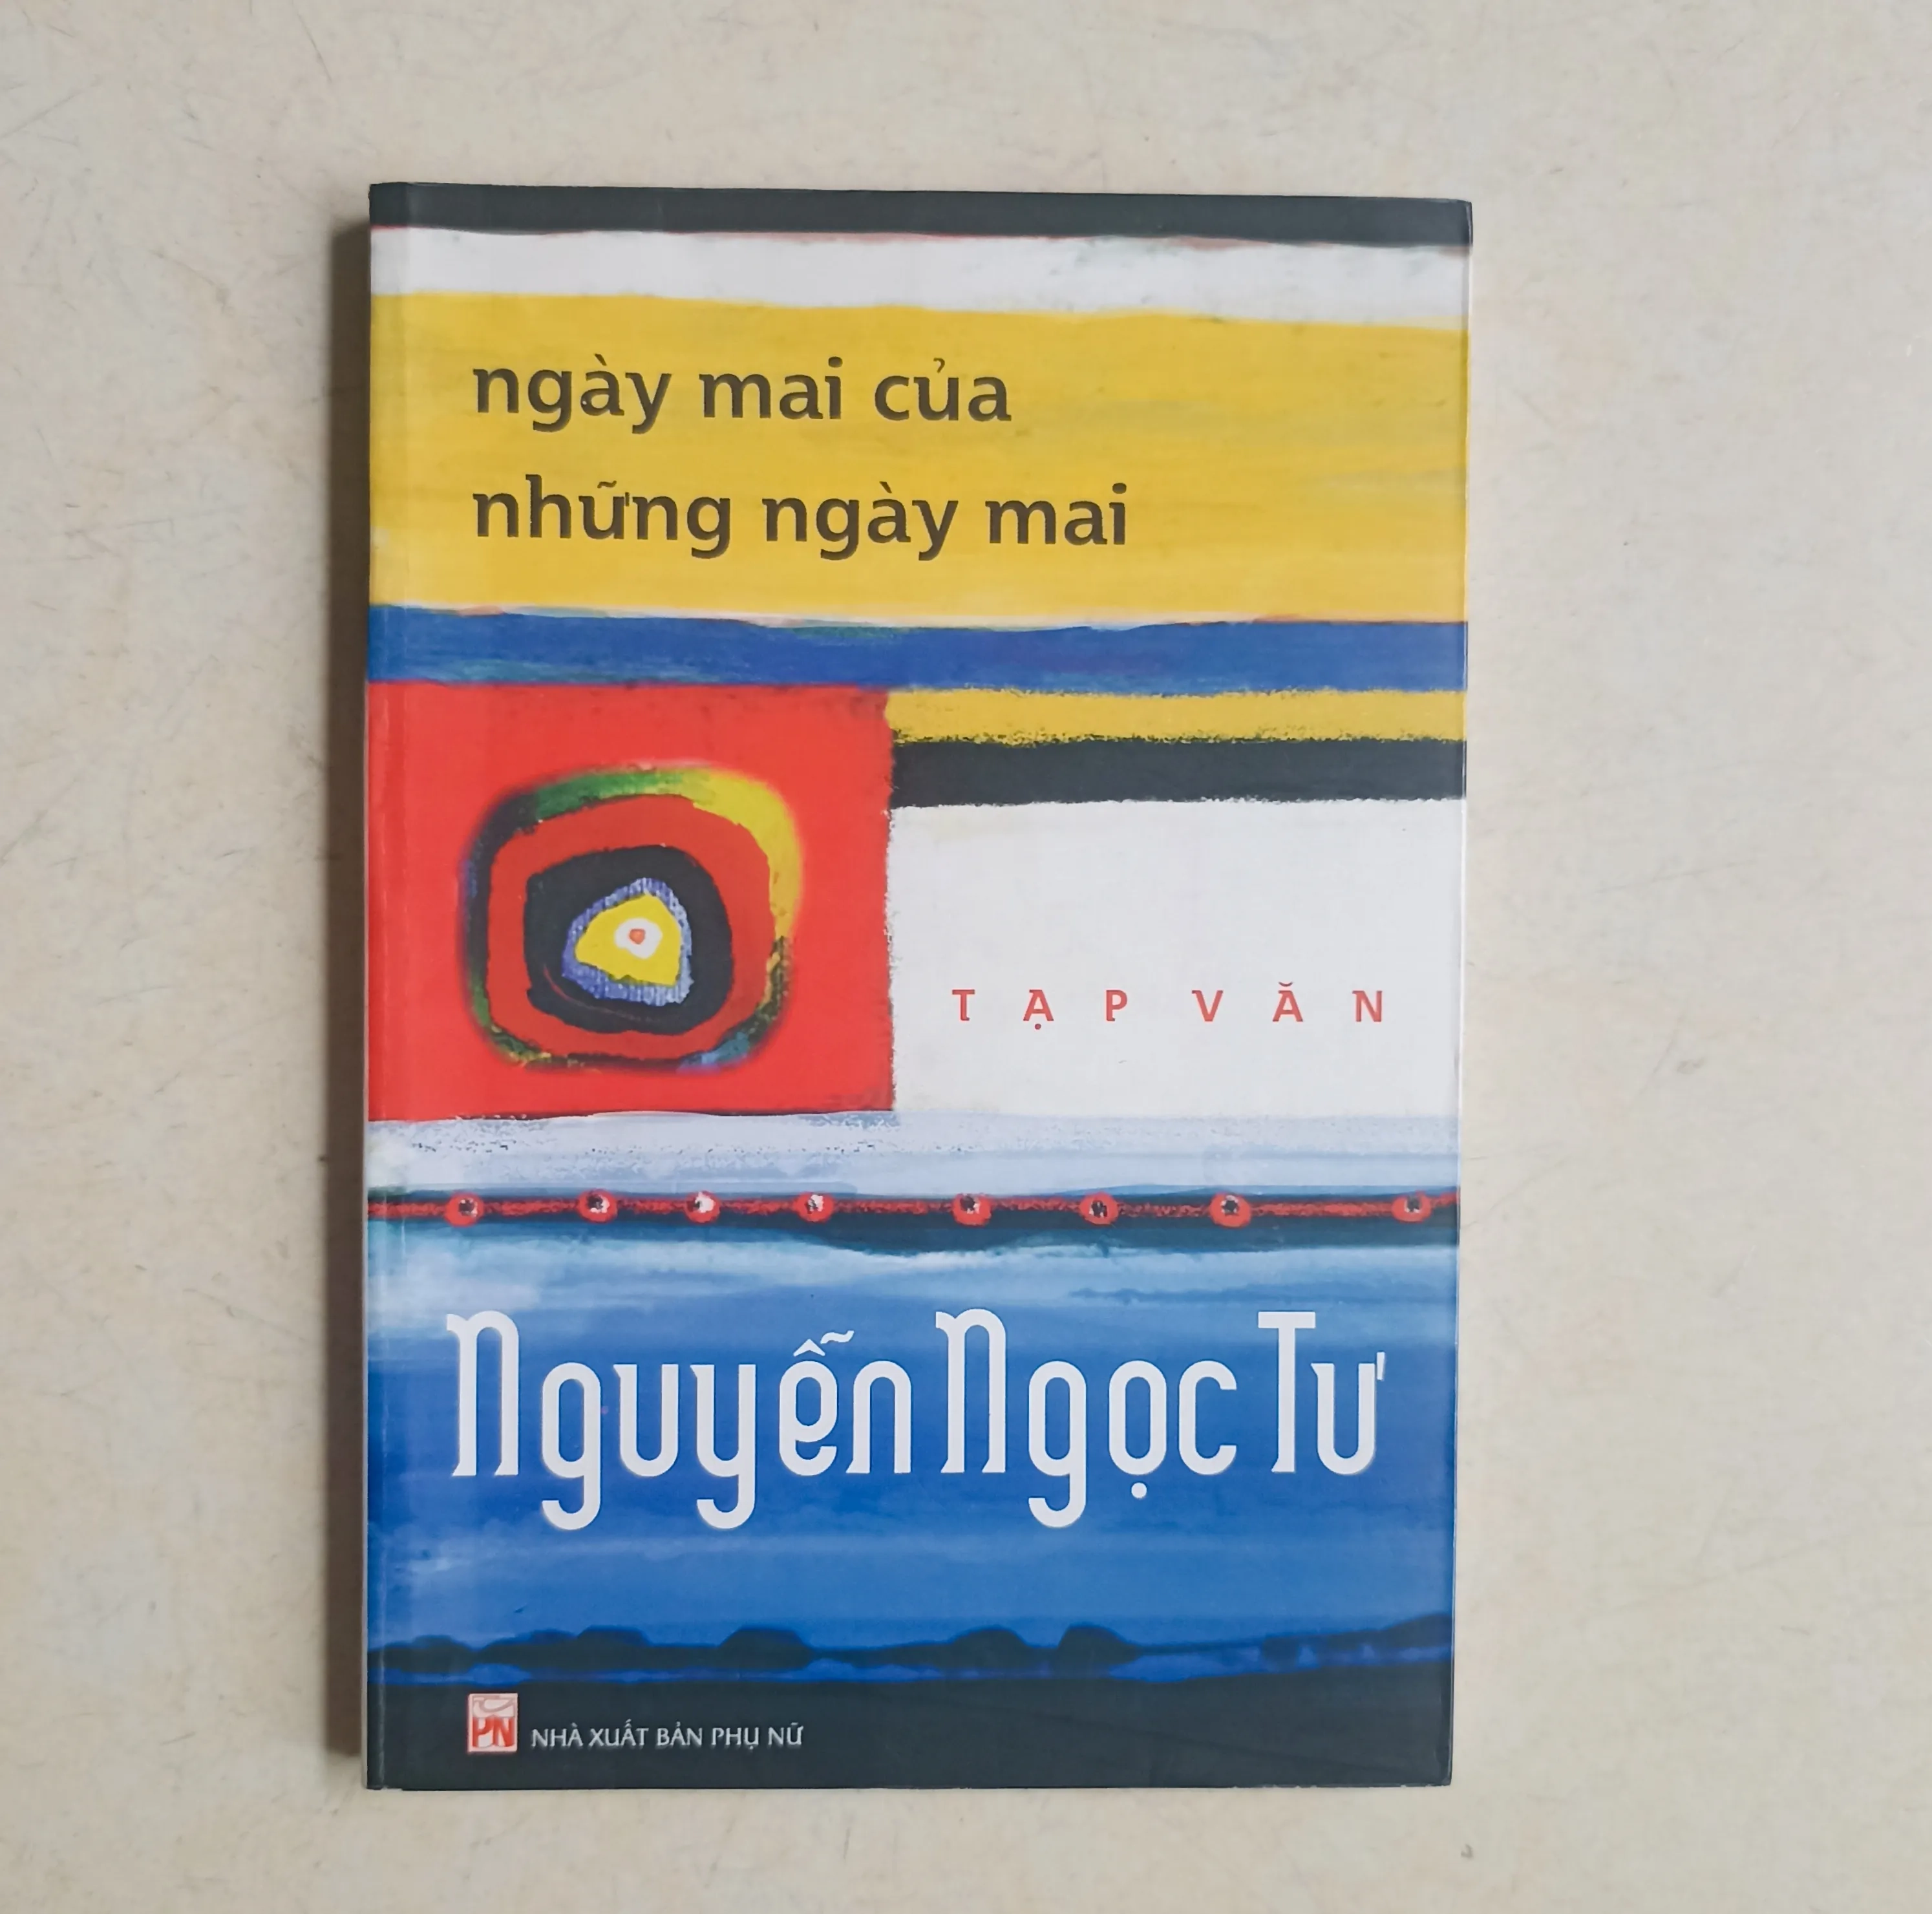 ngày mai của
những ngày mai
TẠP VĂN
Nguyễn Ngọc Tư
PN NHÀ XUẤT BẢN PHỤ NỮ